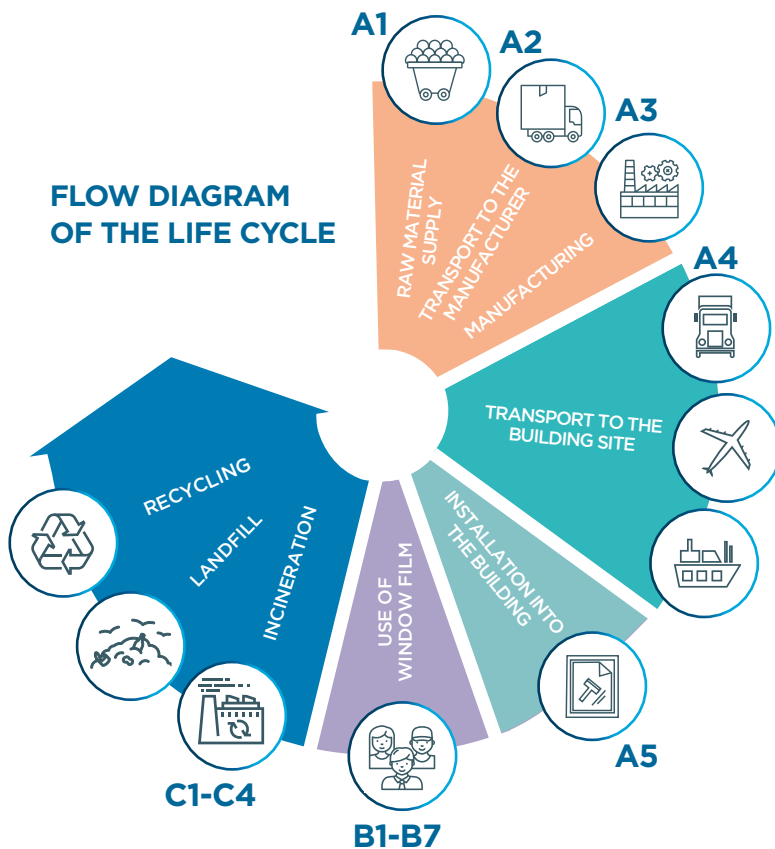 FLOW DIAGRAM
OF THE LIFE CYCLE
A1
A2
A3
RAW MATERIAL
SUPPLY
TRANSPORT TO THE
MANUFACTURER
MANUFACTURING
A4
TRANSPORT TO THE
BUILDING SITE
INSTALLATION INTO
THE BUILDING
A5
USE OF
WINDOW FILM
B1-B7
INCINERATION
LANDFILL
RECYCLING
C1-C4